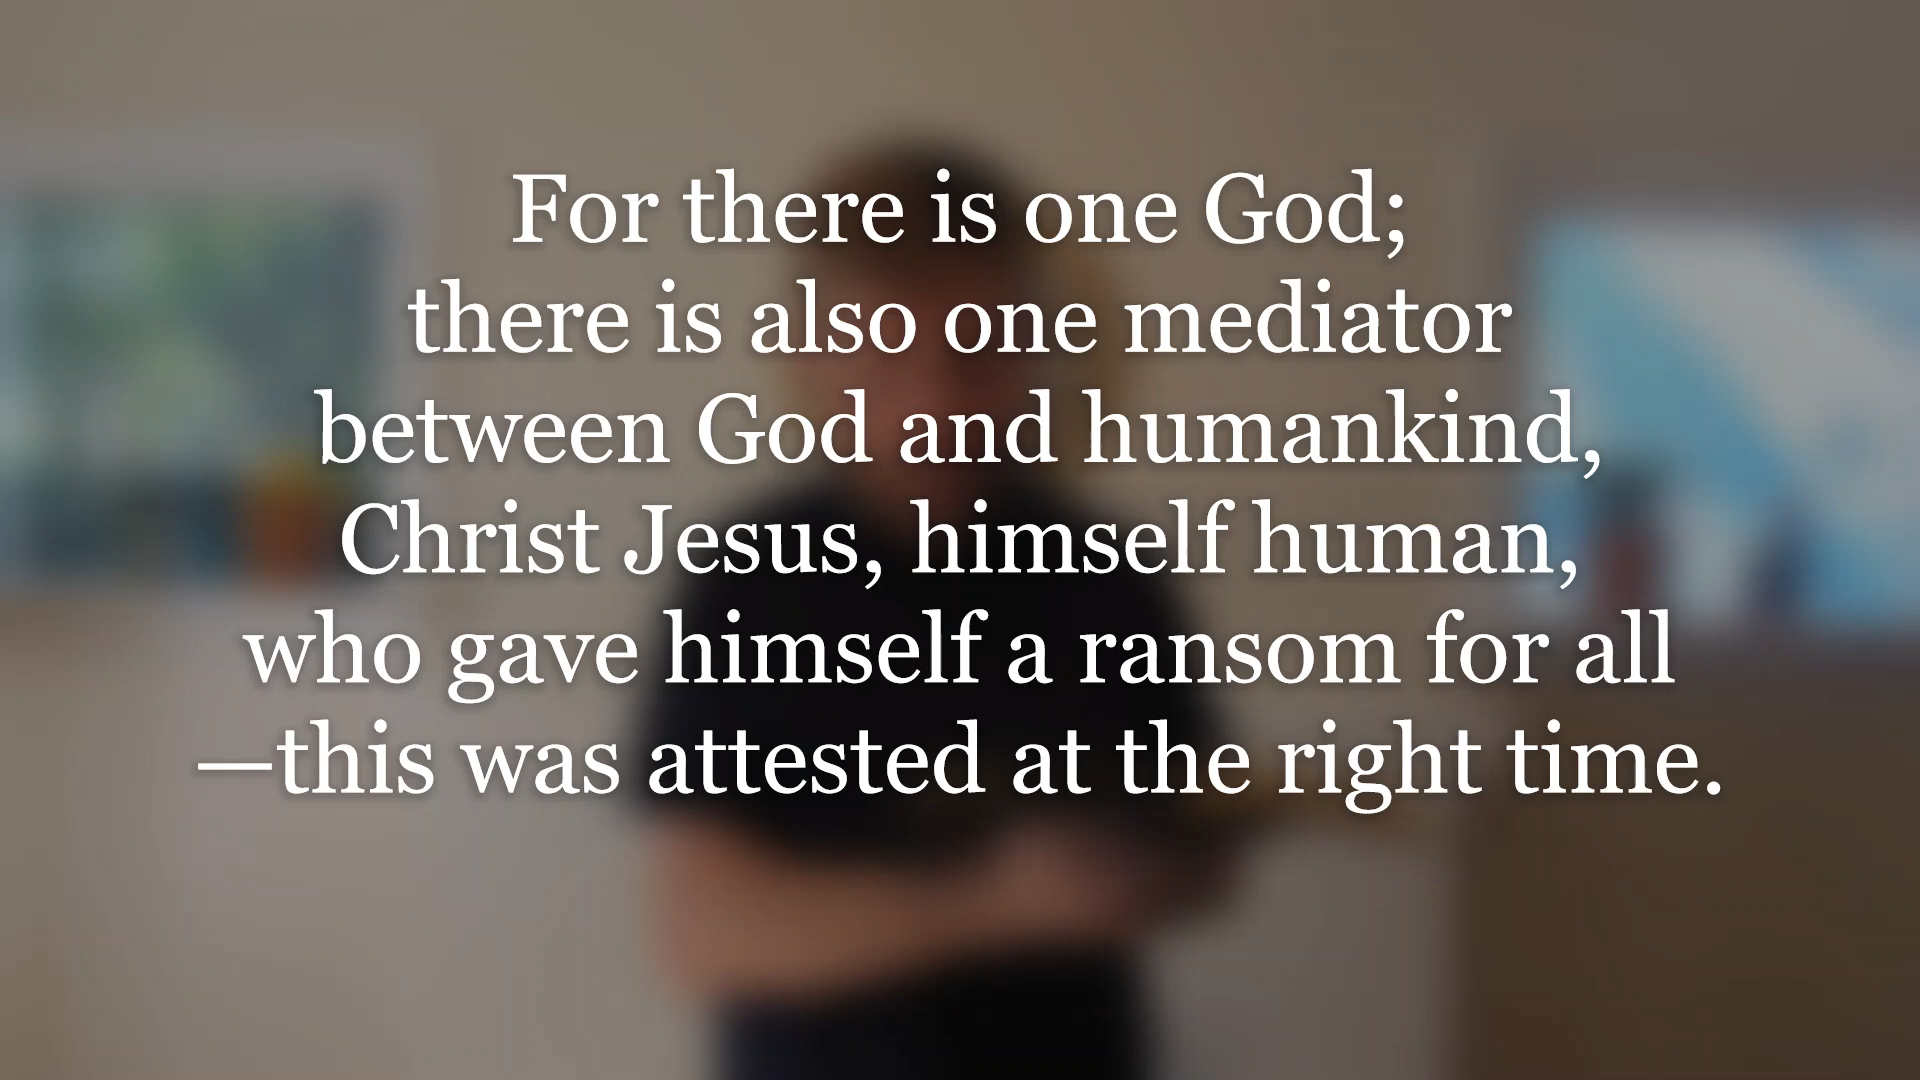 For there is one God;
there is also one mediator
between God and humankind,
Christ Jesus, himself human,
who gave himself a ransom for all
—this was attested at the right time.